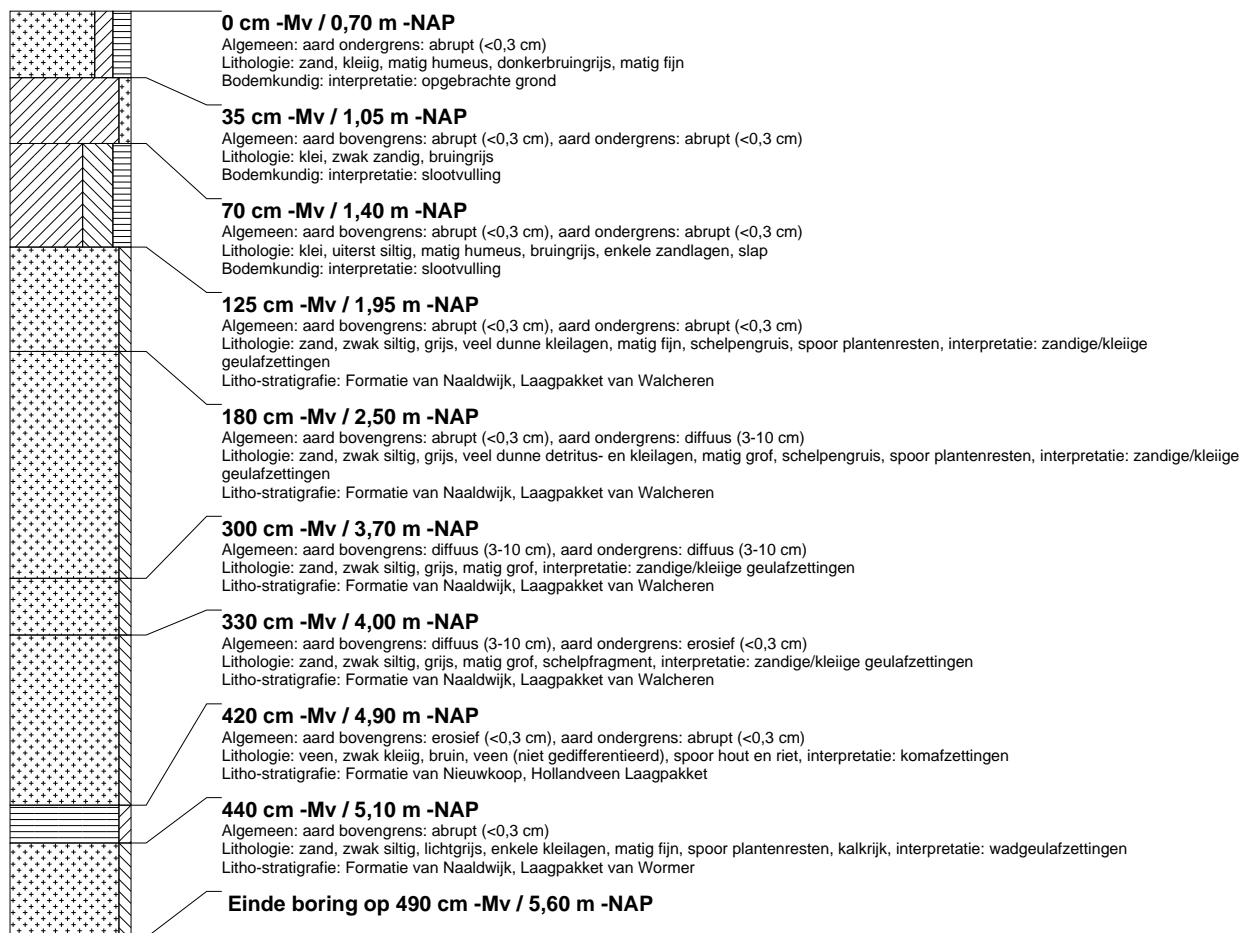 0 cm -Mv / 0,70 m -NAP
Algemeen: aard ondergrens: abrupt (<0,3 cm)
Lithologie: zand, kleiig, matig humeus, donkerbruingrijs, matig fijn
Bodemkundig: interpretatie: opgebrachte grond
35 cm -Mv / 1,05 m -NAP
Algemeen: aard bovengrens: abrupt (<0,3 cm), aard ondergrens: abrupt (<0,3 cm)
Lithologie: klei, zwak zandig, bruingrijs
Bodemkundig: interpretatie: slootvulling
70 cm -Mv / 1,40 m -NAP
Algemeen: aard bovengrens: abrupt (<0,3 cm), aard ondergrens: abrupt (<0,3 cm)
Lithologie: klei, uiterst siltig, matig humeus, bruingrijs, enkele zandlagen, slap
Bodemkundig: interpretatie: slootvulling
125 cm -Mv / 1,95 m -NAP
Algemeen: aard bovengrens: abrupt (<0,3 cm), aard ondergrens: abrupt (<0,3 cm)
Lithologie: zand, zwak siltig, grijs, veel dunne kleilagen, matig fijn, schelpengruis, spoor plantenresten, interpretatie: zandige/kleiige
geulafzettingen
Litho-stratigrafie: Formatie van Naaldwijk, Laagpakket van Walcheren
180 cm -Mv / 2,50 m -NAP
Algemeen: aard bovengrens: abrupt (<0,3 cm), aard ondergrens: diffuus (3-10 cm)
Lithologie: zand, zwak siltig, grijs, veel dunne detritus- en kleilagen, matig grof, schelpengruis, spoor plantenresten, interpretatie: zandige/kleiige
geulafzettingen
Litho-stratigrafie: Formatie van Naaldwijk, Laagpakket van Walcheren
300 cm -Mv / 3,70 m -NAP
Algemeen: aard bovengrens: diffuus (3-10 cm), aard ondergrens: diffuus (3-10 cm)
Lithologie: zand, zwak siltig, grijs, matig grof, interpretatie: zandige/kleiige geulafzettingen
Litho-stratigrafie: Formatie van Naaldwijk, Laagpakket van Walcheren
330 cm -Mv / 4,00 m -NAP
Algemeen: aard bovengrens: diffuus (3-10 cm), aard ondergrens: erosief (<0,3 cm)
Lithologie: zand, zwak siltig, grijs, matig grof, schelpfragment, interpretatie: zandige/kleiige geulafzettingen
Litho-stratigrafie: Formatie van Naaldwijk, Laagpakket van Walcheren
420 cm -Mv / 4,90 m -NAP
Algemeen: aard bovengrens: erosief (<0,3 cm), aard ondergrens: abrupt (<0,3 cm)
Lithologie: veen, zwak kleiig, bruin, veen (niet gedifferentieerd), spoor hout en riet, interpretatie: komafzettingen
Litho-stratigrafie: Formatie van Nieuwkoop, Hollandveen Laagpakket
440 cm -Mv / 5,10 m -NAP
Algemeen: aard bovengrens: abrupt (<0,3 cm)
Lithologie: zand, zwak siltig, lichtgrijs, enkele kleilagen, matig fijn, spoor plantenresten, kalkrijk, interpretatie: wadgeulafzettingen
Litho-stratigrafie: Formatie van Naaldwijk, Laagpakket van Wormer
Einde boring op 490 cm -Mv / 5,60 m -NAP